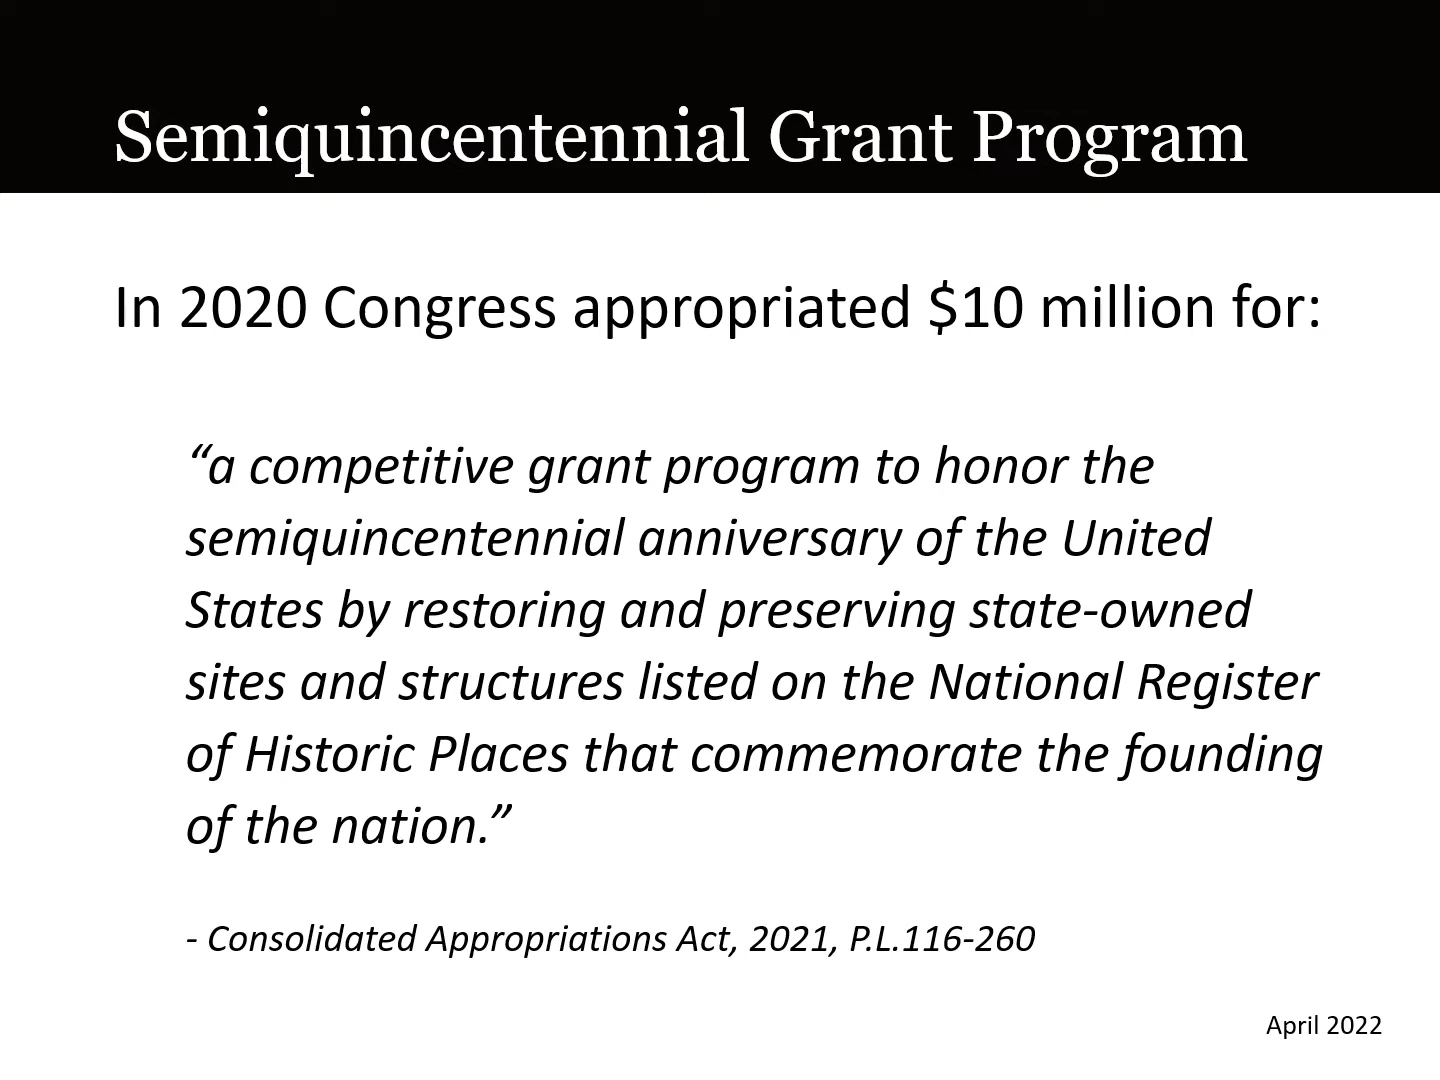 Semiquincentennial Grant Program
In 2020 Congress appropriated $10 million for:
“a competitive grant program to honor the
semiquincentennial anniversary of the United
States by restoring and preserving state-owned
sites and structures listed on the National Register
of Historic Places that commemorate the founding
of the nation.”
- Consolidated Appropriations Act, 2021, P.L.116-260
April 2022